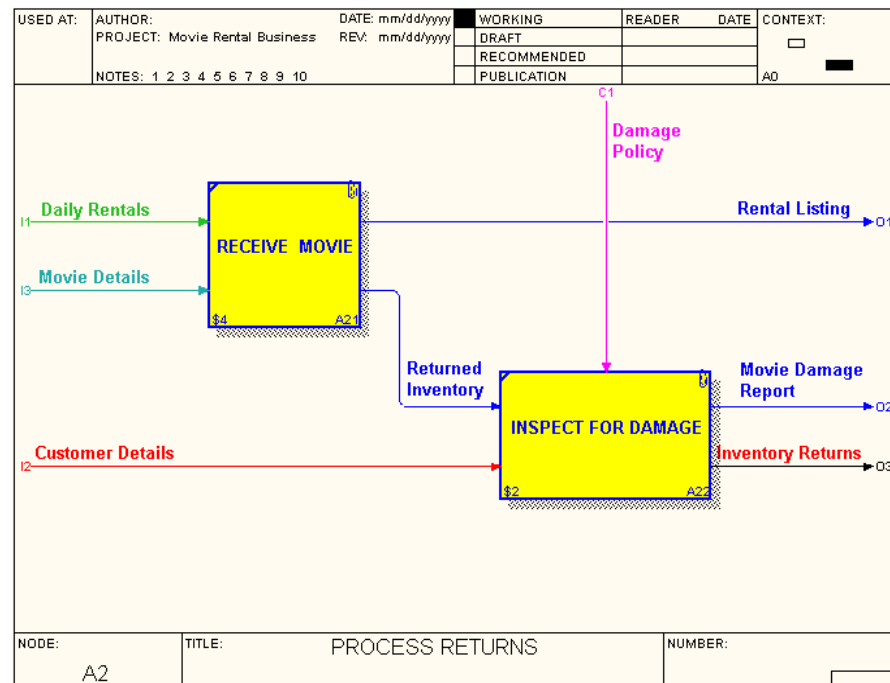 USED AT:
AUTHOR:
DATE: mm/dd/yyyy
WORKING
READER
DATE
CONTEXT:
PROJECT: Movie Rental Business
REV: mm/dd/yyyy
DRAFT
RECOMMENDED
NOTES: 1 2 3 4 5 6 7 8 9 10
PUBLICATION
A0
C1
Damage
Policy
I1
Daily Rentals
Rental Listing
O1
RECEIVE MOVIE
I3
Movie Details
$4
A21
Returned
Inventory
Movie Damage
Report
O2
INSPECT FOR DAMAGE
I2
Customer Details
Inventory Returns
O3
$2
A22
NODE:
TITLE:
PROCESS RETURNS
NUMBER:
A2